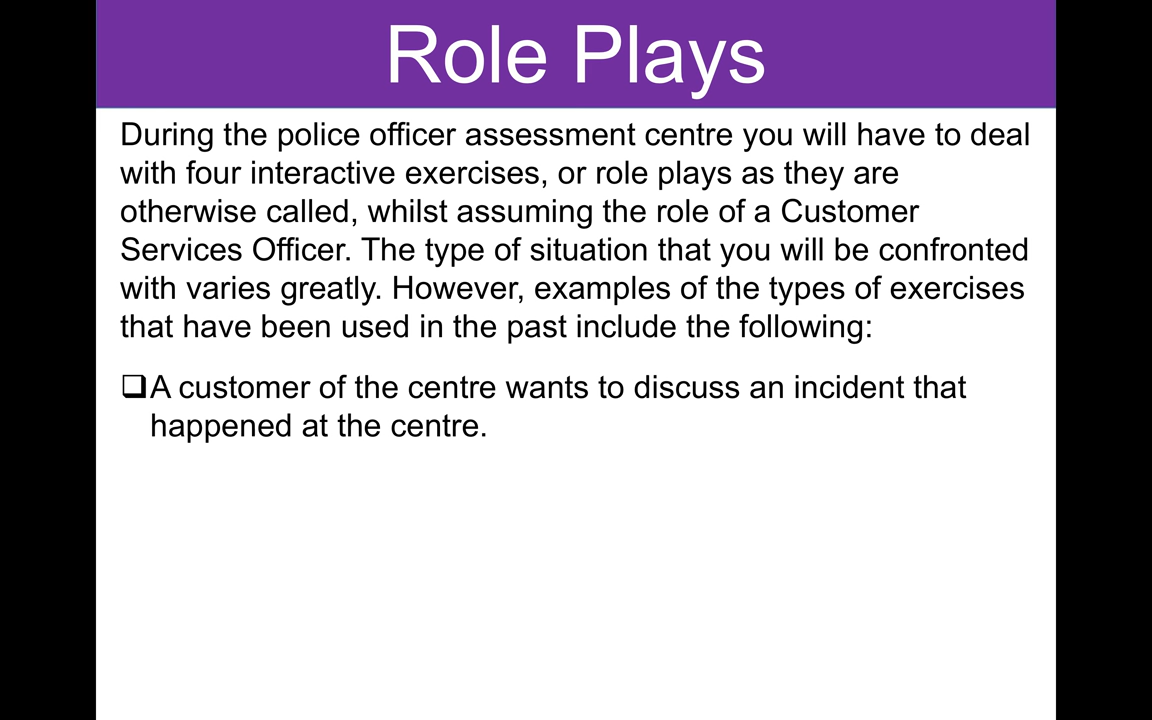 Role Plays
During the police officer assessment centre you will have to deal
with four interactive exercises, or role plays as they are
otherwise called, whilst assuming the role of a Customer
Services Officer. The type of situation that you will be confronted
with varies greatly. However, examples of the types of exercises
that have been used in the past include the following:
❑A customer of the centre wants to discuss an incident that
happened at the centre.